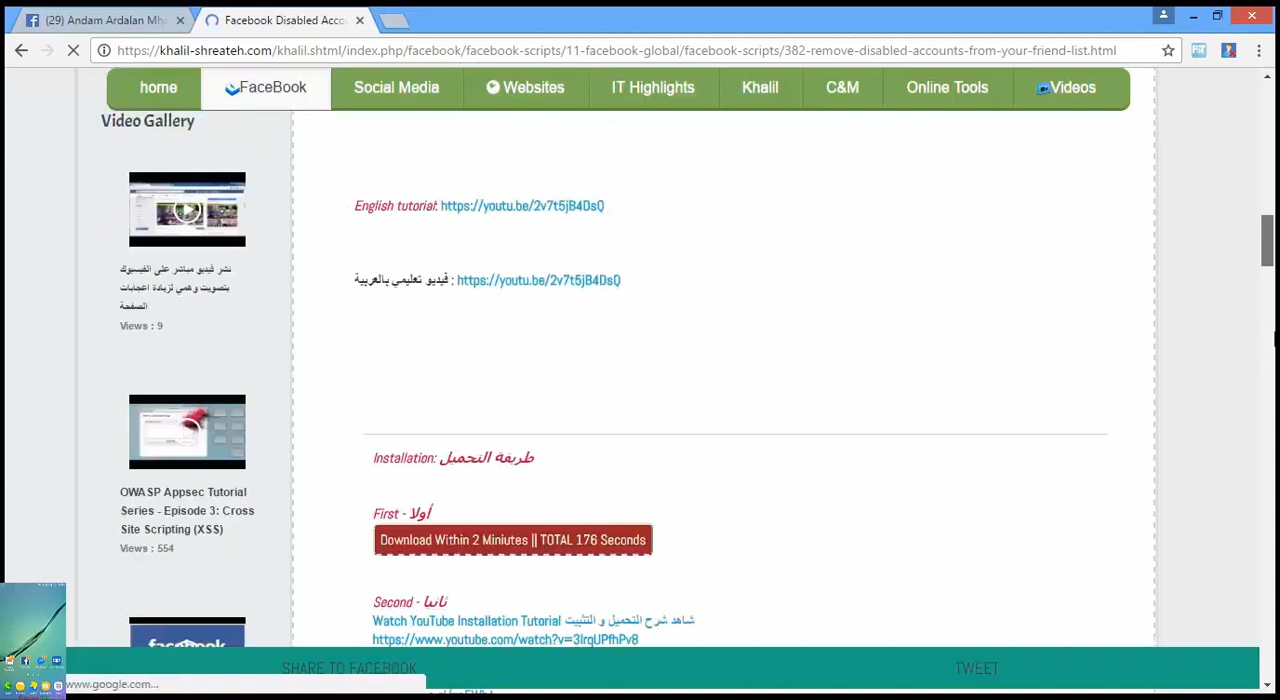 (29) Andam Ardalan Mha
Facebook Disabled Acco
https://khalil-shreateh.com/khalil.shtml/index.php/facebook/facebook-scripts/11-facebook-global/facebook-scripts/382-remove-disabled-accounts-from-your-friend-list.html
home FaceBook Social Media Websites IT Highlights Khalil C&M Online Tools Videos
Video Gallery
نشر فيديو مباشر على الفيسبوك
بتصويت وهمي لزيادة اعجابات
الصفحة
Views : 9
OWASP Appsec Tutorial
Series - Episode 3: Cross
Site Scripting (XSS)
Views : 554
facebook
English tutorial: https://youtu.be/2v7t5jB4DsQ
فيديو تعليمي بالعربية : https://youtu.be/2v7t5jB4DsQ
Installation: طريقة التحميل
First - أولا
Download Within 2 Miniutes || TOTAL 176 Seconds
Second - ثانيا
Watch YouTube Installation Tutorial شاهد شرح التحميل و التثبيت
https://www.youtube.com/watch?v=3lrqUPfhPv8
SHARE TO FACEBOOK TWEET
www.google.com...